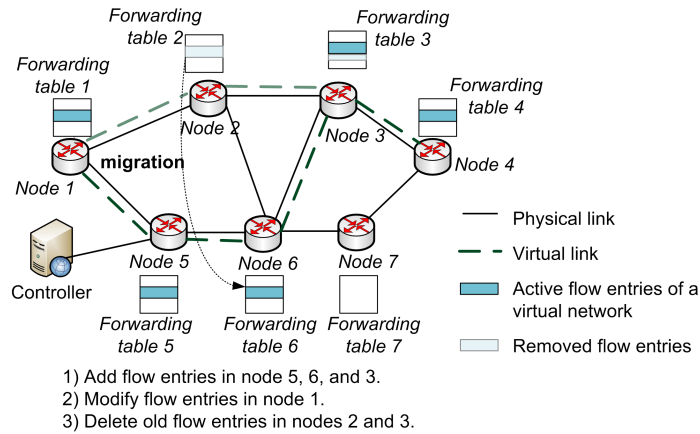 Forwarding
table 1
Forwarding
table 2
Forwarding
table 3
Forwarding
table 4
Node 1
migration
Node 2
Node 3
Node 4
Controller
Node 5
Node 6
Node 7
Forwarding
table 5
Forwarding
table 6
Forwarding
table 7
Physical link
Virtual link
Active flow entries of a
virtual network
Removed flow entries
1) Add flow entries in node 5, 6, and 3.
2) Modify flow entries in node 1.
3) Delete old flow entries in nodes 2 and 3.